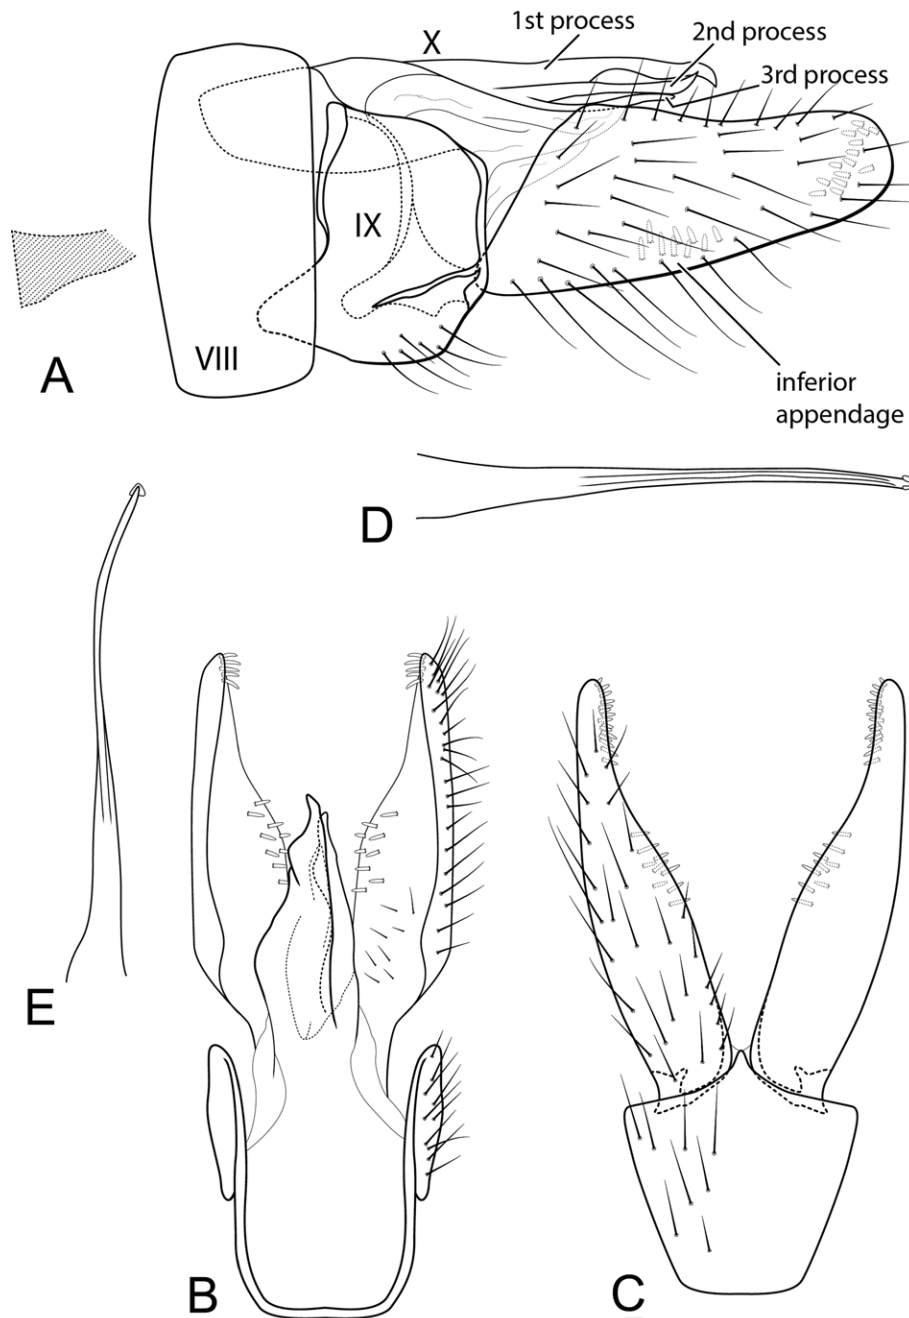 1st process
X
2nd process
3rd process
IX
VIII
A
inferior
appendage
D
E
B
C